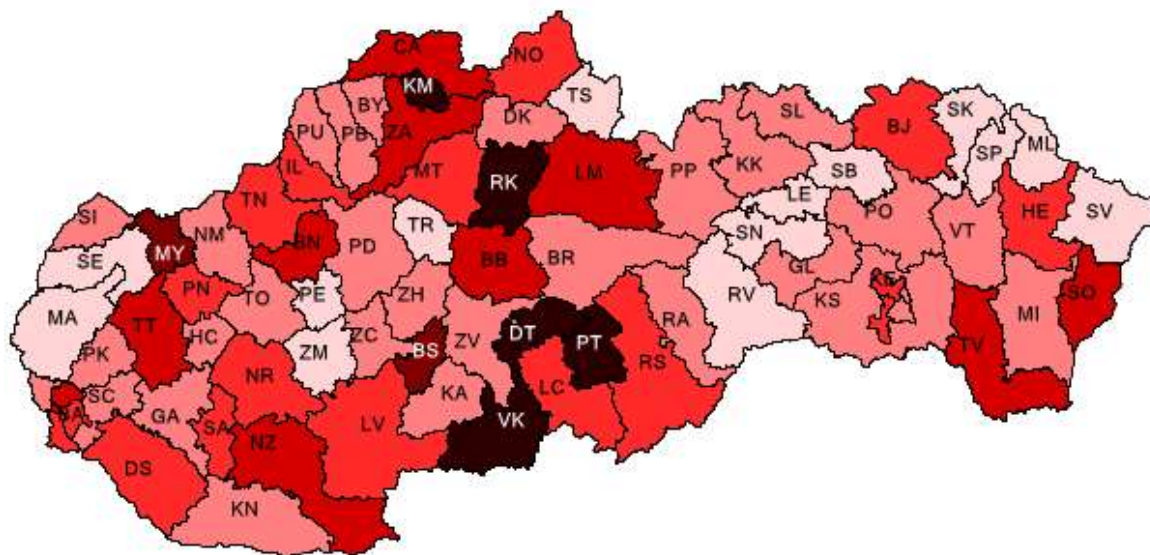 CA
NO
KM
TS
BY
DK
PU
PB
ZA
SL
BJ
SK
ML
SP
IL
MT
RK
LM
PP
KK
SB
TN
LE
SI
NM
BN
PD
TR
PO
HE
SV
MY
SE
SN
VT
BB
BR
GL
PN
TO
PE
ZH
RV
KS
KE
SO
MA
TT
MI
HC
ZM
ZC
BS
ZV
ĎT
PT
RA
TV
PK
RS
NR
LC
SC
KA
BA
GA
SA
LV
VK
NZ
DS
KN